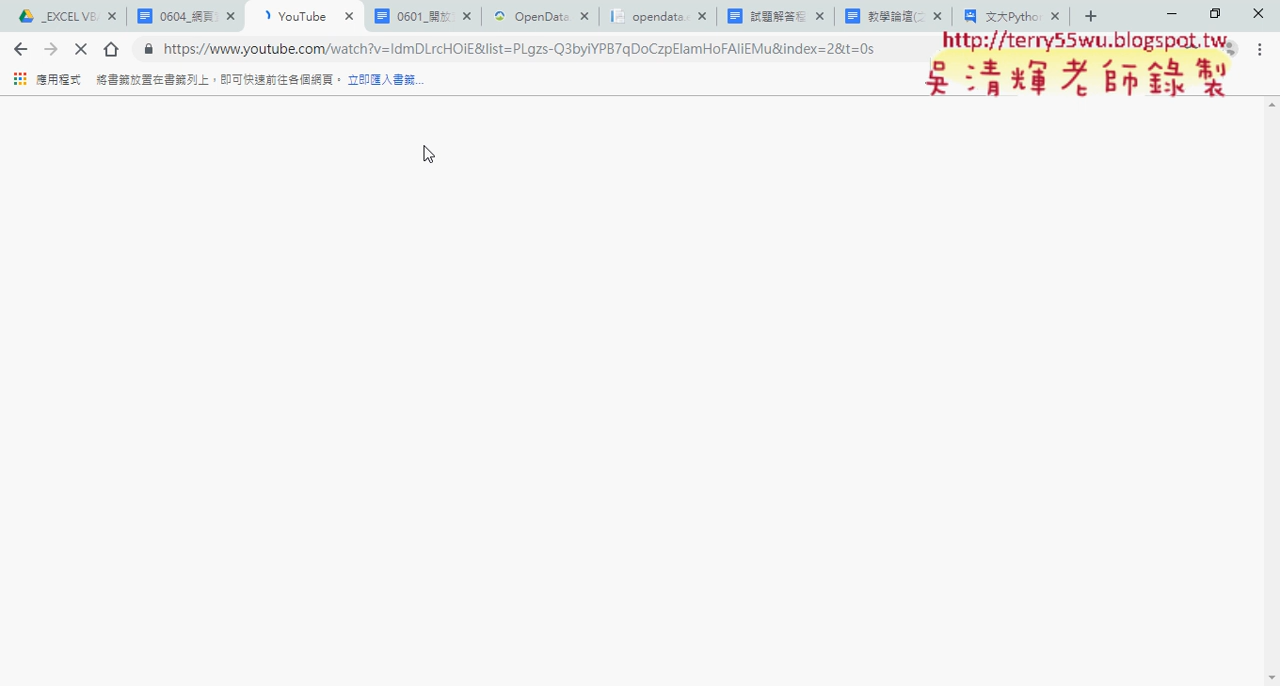 _EXCEL VB
0604_網頁
YouTube
0601_開放
OpenData
opendata.
試題解答程
教學論壇(
文大Python
https://www.youtube.com/watch?v=IdmDLrcHOiE&list=PLgzs-Q3byiYPB7qDoCzpEIamHoFAIiEMu&index=2&t=0s
http://terry55wu.blogspot.tw
吳清輝老師錄製
應用程式 將書籤放置在書籤列上，即可快速前往各個網頁。 立即匯入書籤...